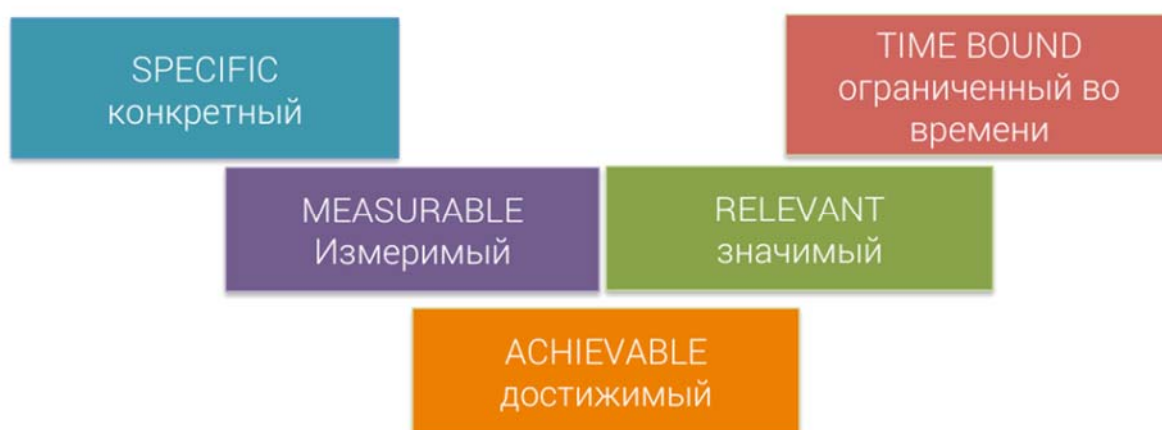 SPECIFIC
конкретный
TIME BOUND
ограниченный во
времени
MEASURABLE
Измеримый
RELEVANT
значимый
ACHIEVABLE
достижимый